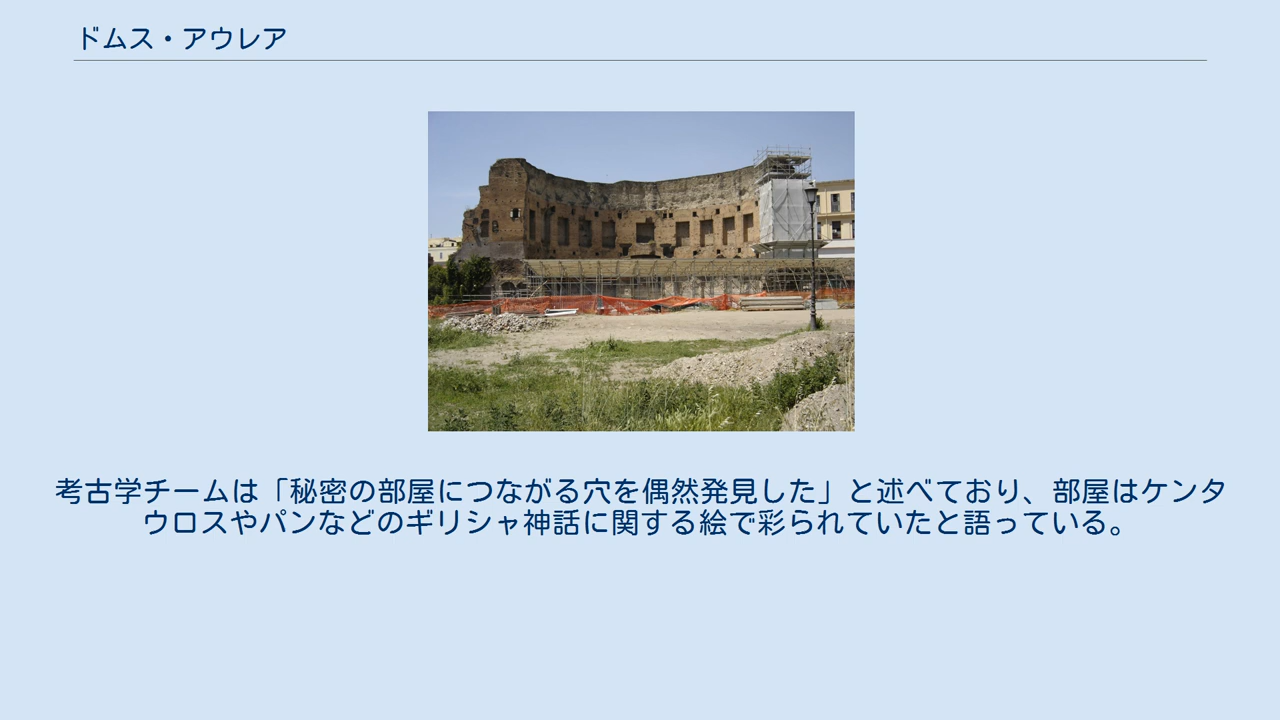 ドムス・アウレア
考古学チームは「秘密の部屋につながる穴を偶然発見した」と述べており、部屋はケンタ
ウロスやパンなどのギリシャ神話に関する絵で彩られていたと語っている。